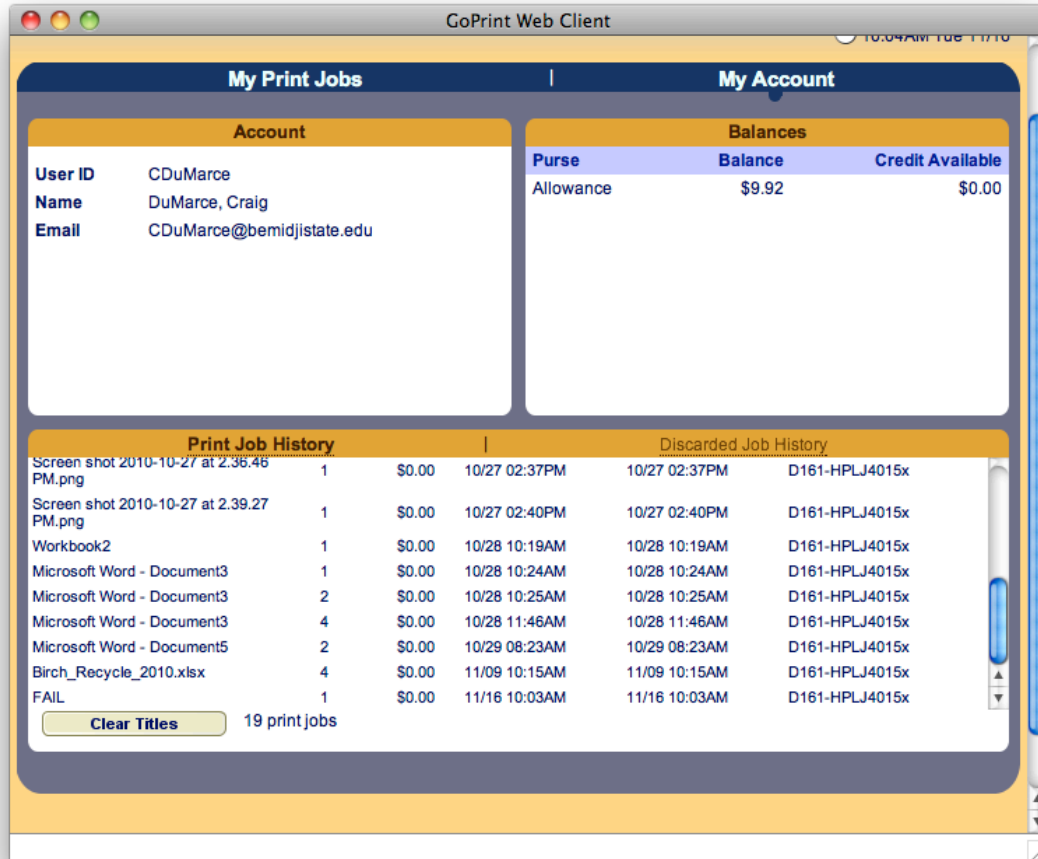 GoPrint Web Client
10:04AM Tue 11/16
My Print Jobs | My Account
Account
User ID CDuMarce
Name DuMarce, Craig
Email CDuMarce@bemidjistate.edu
Balances
Purse Balance Credit Available
Allowance $9.92 $0.00
Print Job History | Discarded Job History
Screen shot 2010-10-27 at 2.36.46
PM.png 1 $0.00 10/27 02:37PM 10/27 02:37PM D161-HPLJ4015x
Screen shot 2010-10-27 at 2.39.27
PM.png 1 $0.00 10/27 02:40PM 10/27 02:40PM D161-HPLJ4015x
Workbook2 1 $0.00 10/28 10:19AM 10/28 10:19AM D161-HPLJ4015x
Microsoft Word - Document3 1 $0.00 10/28 10:24AM 10/28 10:24AM D161-HPLJ4015x
Microsoft Word - Document3 2 $0.00 10/28 10:25AM 10/28 10:25AM D161-HPLJ4015x
Microsoft Word - Document3 4 $0.00 10/28 11:46AM 10/28 11:46AM D161-HPLJ4015x
Microsoft Word - Document5 2 $0.00 10/29 08:23AM 10/29 08:23AM D161-HPLJ4015x
Birch_Recycle_2010.xlsx 4 $0.00 11/09 10:15AM 11/09 10:15AM D161-HPLJ4015x
FAIL 1 $0.00 11/16 10:03AM 11/16 10:03AM D161-HPLJ4015x
Clear Titles 19 print jobs